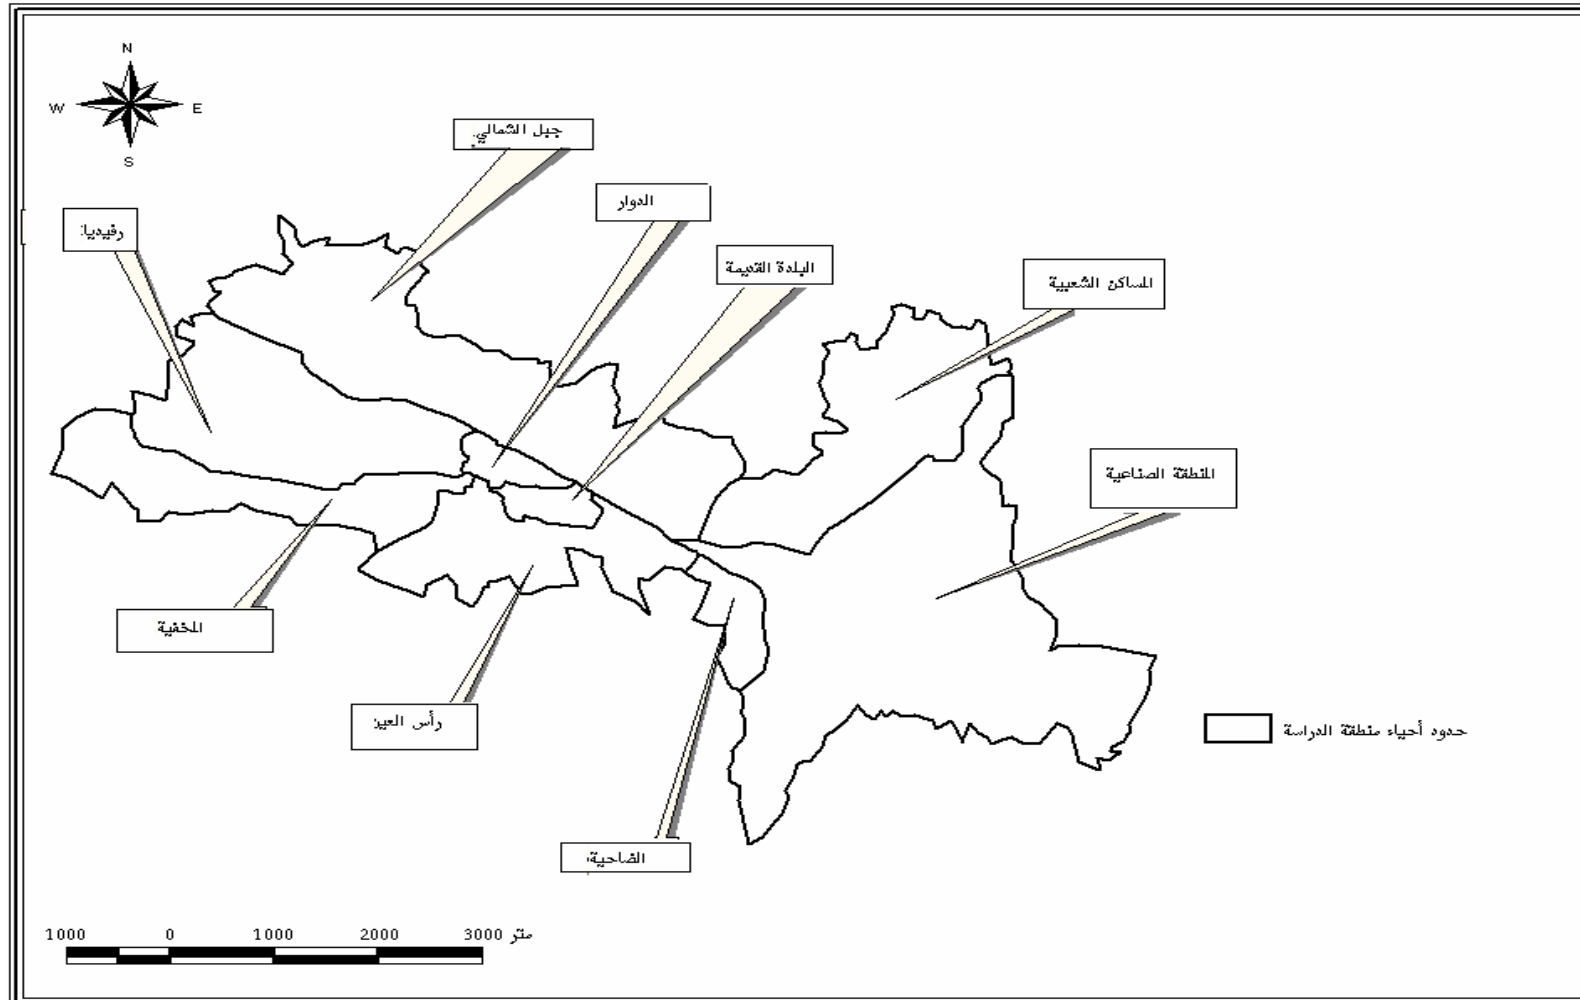 N
W E
S
جبل الشمالي
الدوار
رفيديا
البلدة القديمة
المساكن الشعبية
المنطقة الصناعية
المخفية
رأس العين
حدود أحياء منطقة الدراسة
الضاحية
1000 0 1000 2000 3000 متر